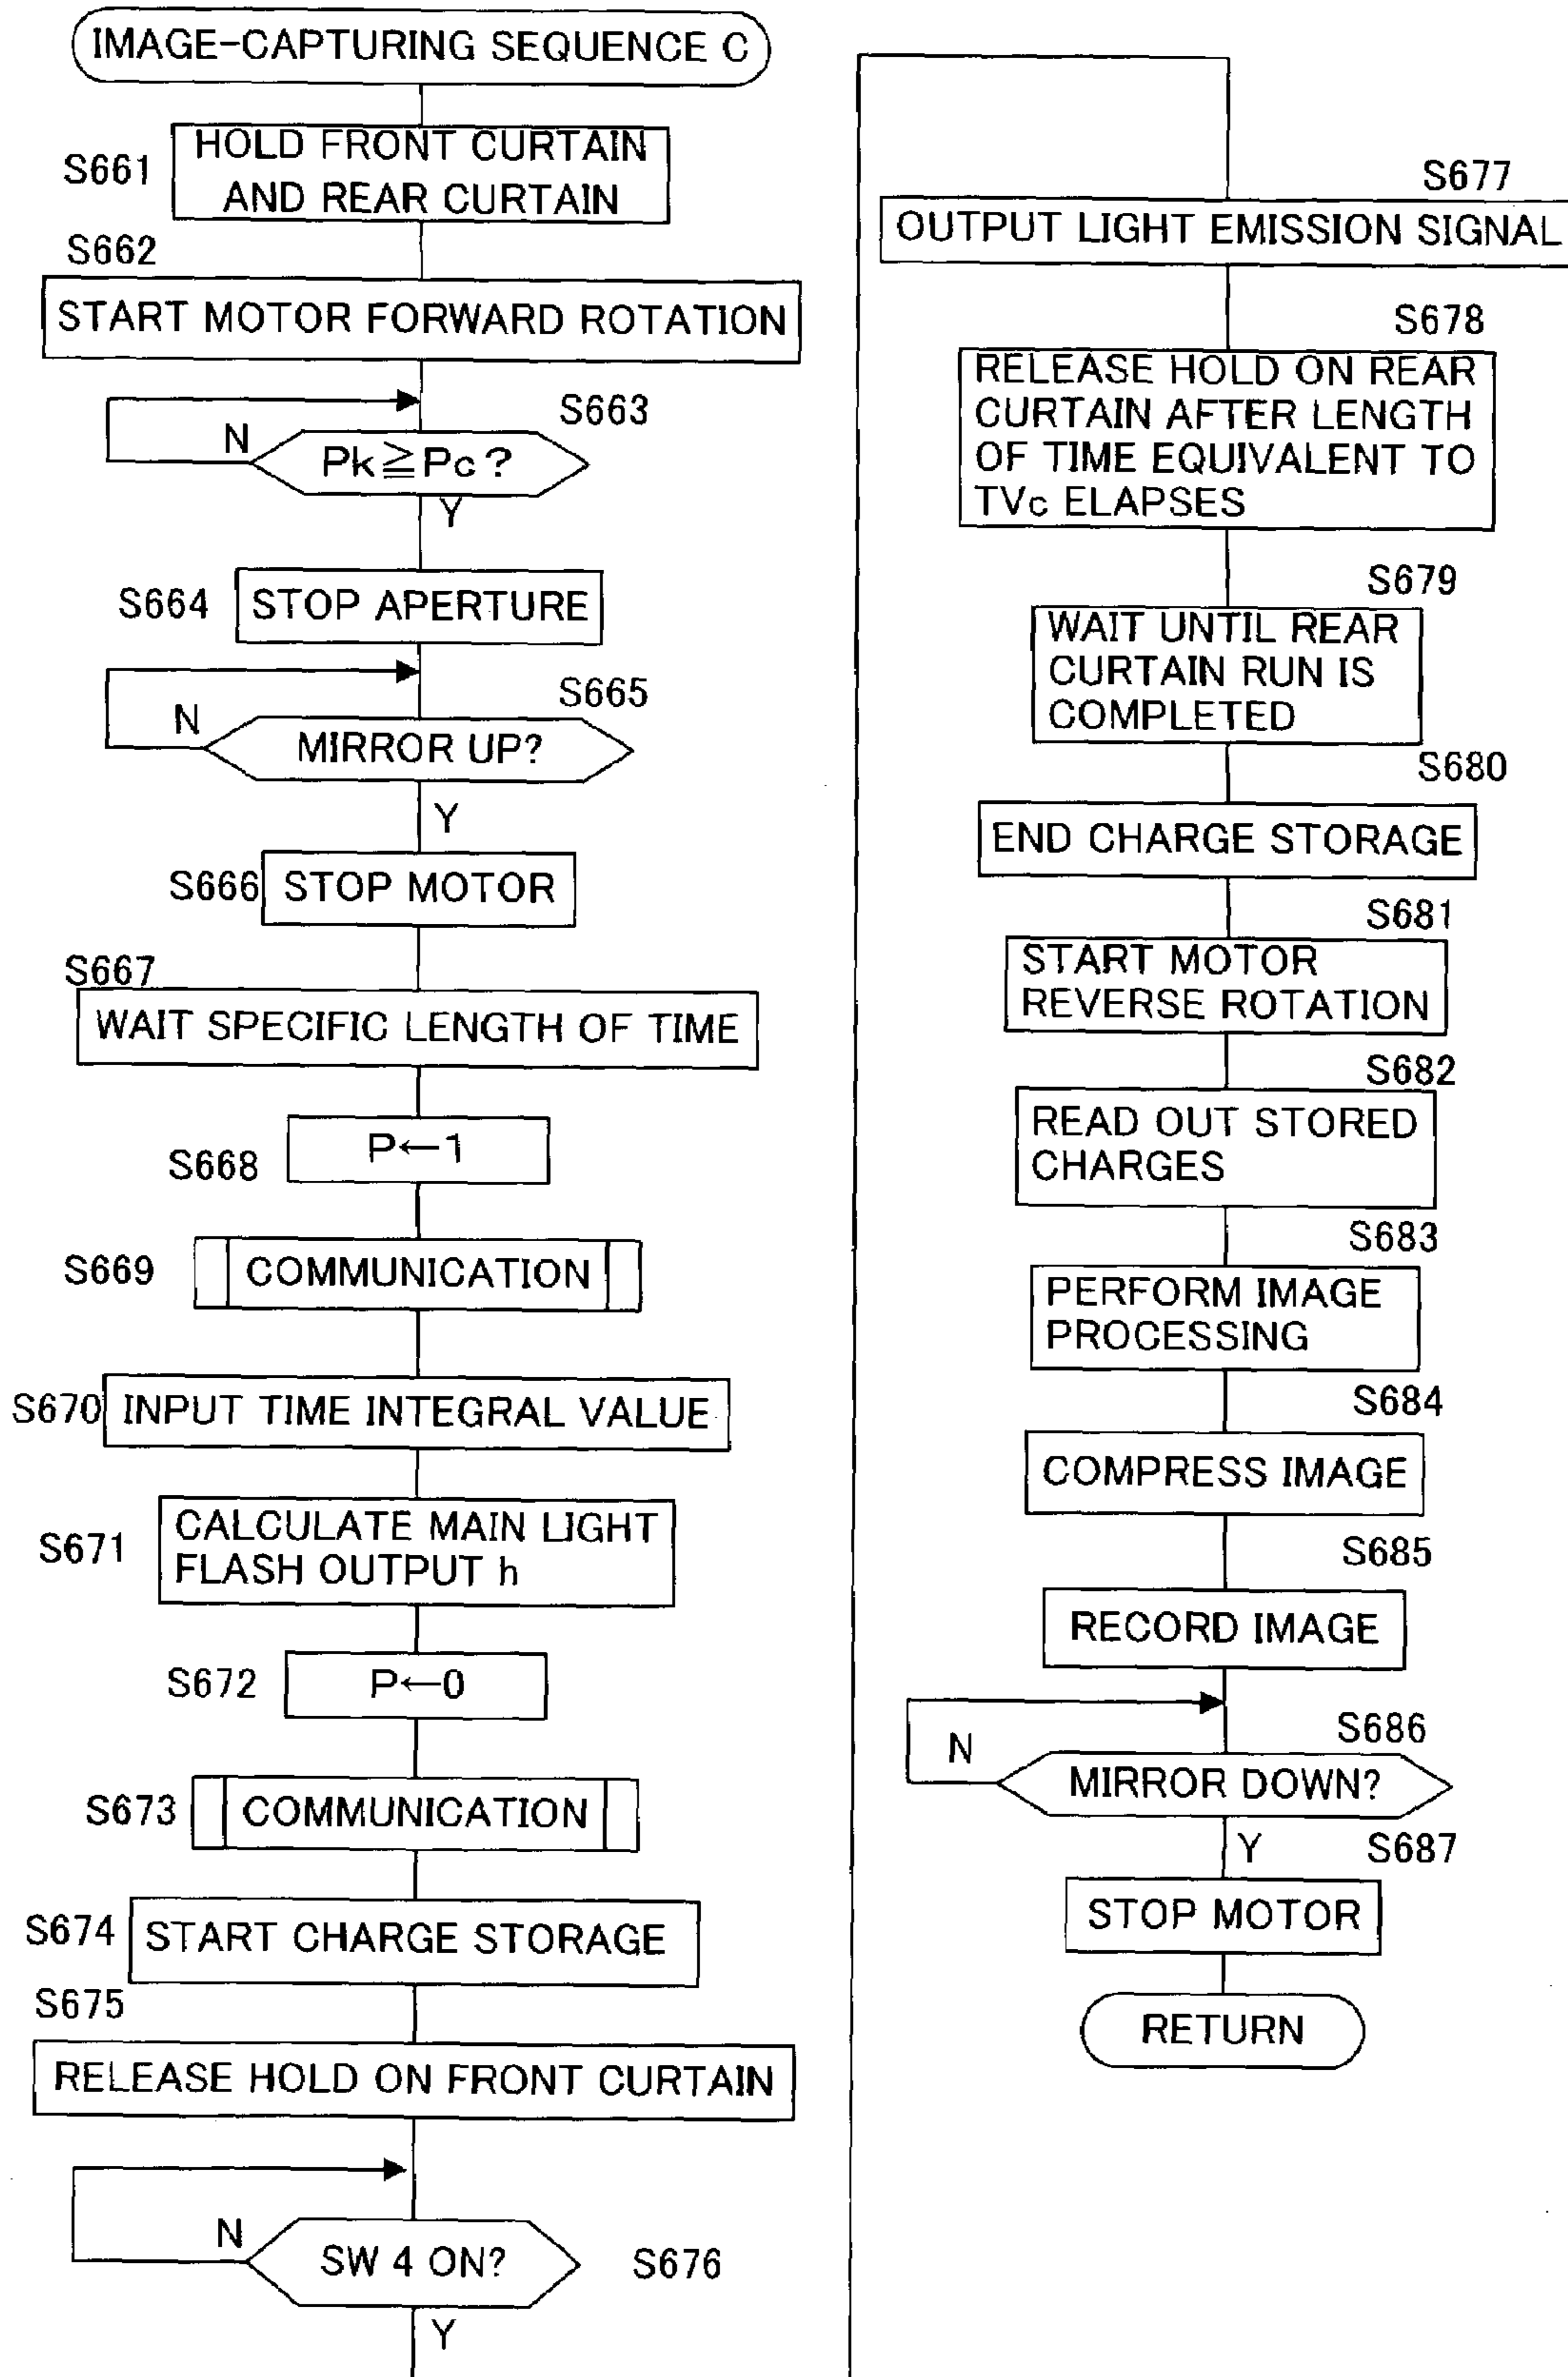 IMAGE-CAPTURING SEQUENCE C
S661
HOLD FRONT CURTAIN
AND REAR CURTAIN
S662
START MOTOR FORWARD ROTATION
S663
N
Pk≧Pc?
Y
S664
STOP APERTURE
S665
N
MIRROR UP?
Y
S666
STOP MOTOR
S667
WAIT SPECIFIC LENGTH OF TIME
S668
P←1
S669
COMMUNICATION
S670
INPUT TIME INTEGRAL VALUE
S671
CALCULATE MAIN LIGHT
FLASH OUTPUT h
S672
P←0
S673
COMMUNICATION
S674
START CHARGE STORAGE
S675
RELEASE HOLD ON FRONT CURTAIN
N
SW 4 ON?
S676
Y
S677
OUTPUT LIGHT EMISSION SIGNAL
S678
RELEASE HOLD ON REAR
CURTAIN AFTER LENGTH
OF TIME EQUIVALENT TO
TVc ELAPSES
S679
WAIT UNTIL REAR
CURTAIN RUN IS
COMPLETED
S680
END CHARGE STORAGE
S681
START MOTOR
REVERSE ROTATION
S682
READ OUT STORED
CHARGES
S683
PERFORM IMAGE
PROCESSING
S684
COMPRESS IMAGE
S685
RECORD IMAGE
S686
N
MIRROR DOWN?
Y
S687
STOP MOTOR
RETURN